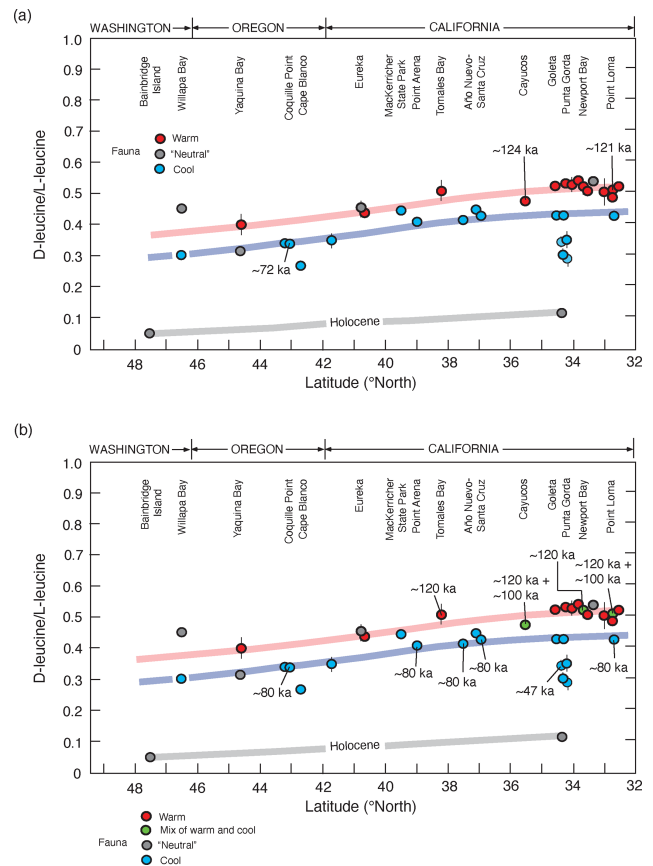 (a)
WASHINGTON
OREGON
CALIFORNIA
1.0
0.9
0.8
0.7
0.6
0.5
0.4
0.3
0.2
0.1
0
D-leucine/L-leucine
Bainbridge
Island
Willapa Bay
Yaquina Bay
Coquille Point
Cape Blanco
Eureka
MacKerricher
State Park
Point Arena
Tomales Bay
Año Nuevo-
Santa Cruz
Cayucos
Goleta
Punta Gorda
Newport Bay
Point Loma
Fauna
Warm
"Neutral"
Cool
~124 ka
~121 ka
~72 ka
Holocene
48
46
44
42
40
38
36
34
32
Latitude (°North)
(b)
WASHINGTON
OREGON
CALIFORNIA
1.0
0.9
0.8
0.7
0.6
0.5
0.4
0.3
0.2
0.1
0
D-leucine/L-leucine
Bainbridge
Island
Willapa Bay
Yaquina Bay
Coquille Point
Cape Blanco
Eureka
MacKerricher
State Park
Point Arena
Tomales Bay
Año Nuevo-
Santa Cruz
Cayucos
Goleta
Punta Gorda
Newport Bay
Point Loma
~120 ka
~120 ka +
~100 ka
~120 ka
~120 ka +
~100 ka
~80 ka
~80 ka
~80 ka
~80 ka
~47 ka
~80 ka
Holocene
48
46
44
42
40
38
36
34
32
Latitude (°North)
Fauna
Warm
Mix of warm and cool
"Neutral"
Cool